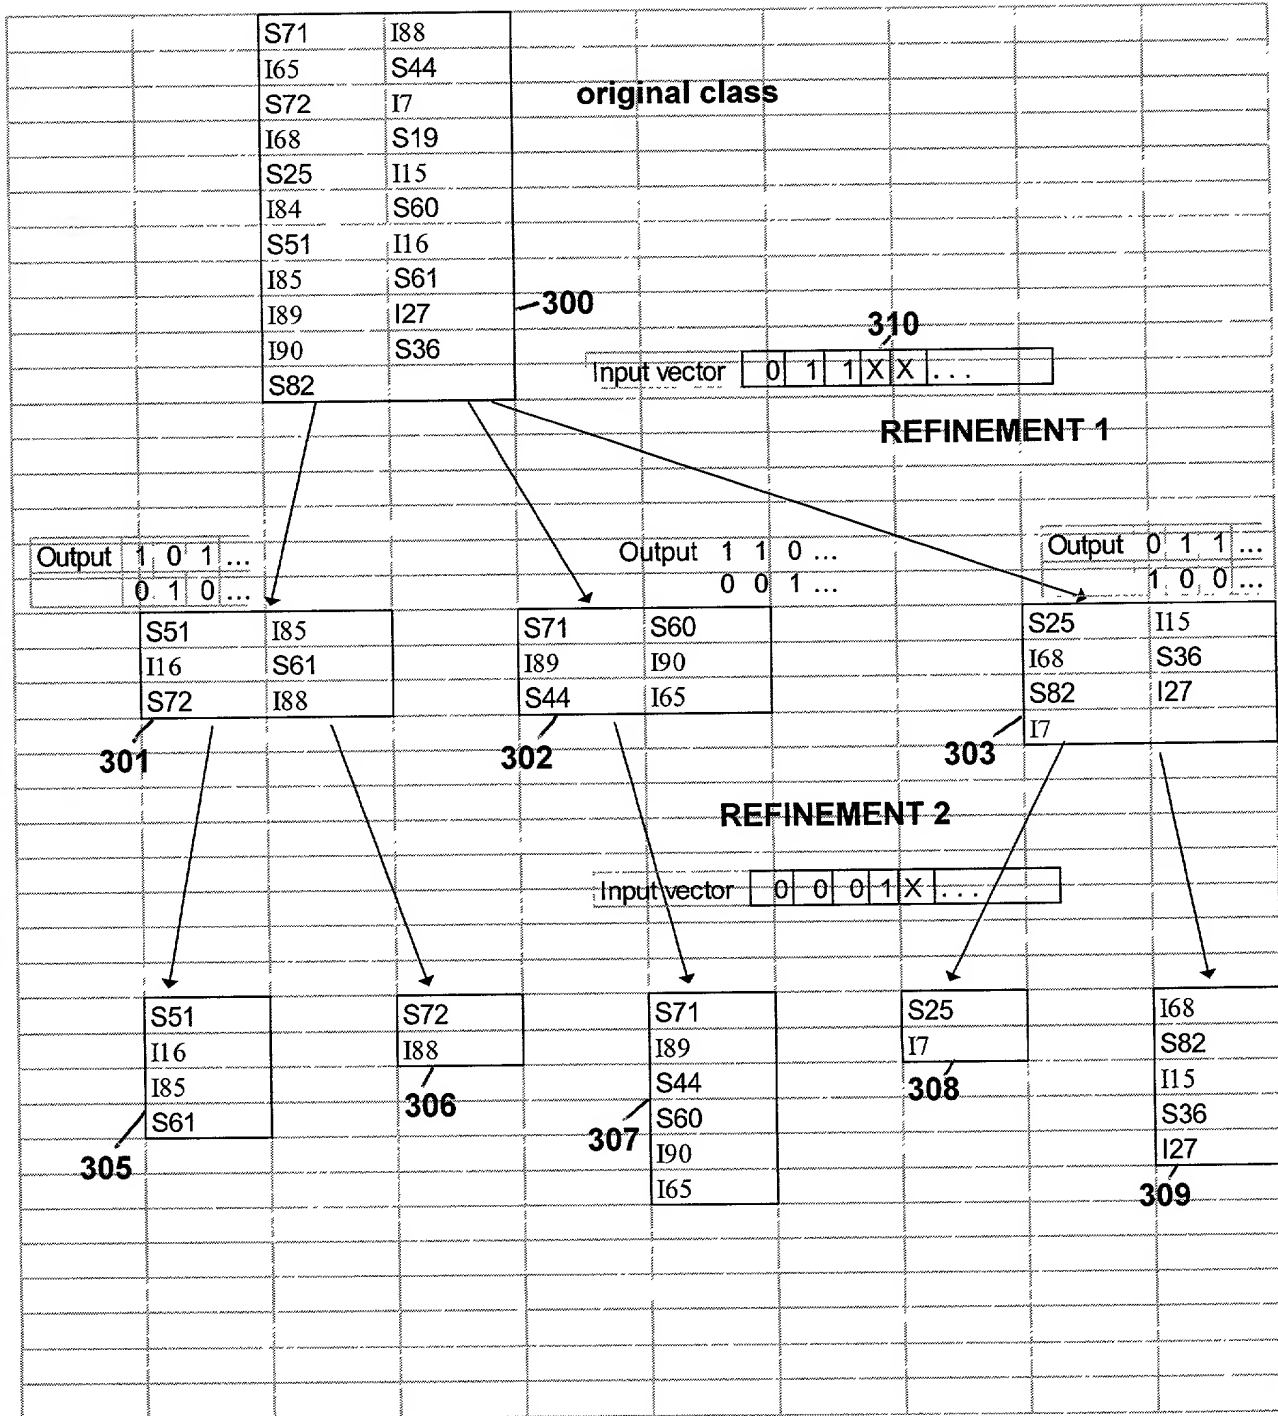 S71 I88
I65 S44
original class
S72 I7
I68 S19
S25 I15
I84 S60
S51 I16
I85 S61
300
I89 I27
310
I90 S36
Input vector 0 1 1 X X ...
S82
REFINEMENT 1
Output 1 0 1 ...
0 1 0 ...
Output 1 1 0 ...
0 0 1 ...
Output 0 1 1 ...
1 0 0 ...
S51 I85
I16 S61
S72 I88
301
S71 S60
I89 I90
S44 I65
302
S25 I15
I68 S36
S82 I27
I7
303
REFINEMENT 2
Input vector 0 0 0 1 X ...
S51
I16
I85
S61
305
S72
I88
306
S71
I89
S44
S60
I90
I65
307
S25
I7
308
I68
S82
I15
S36
I27
309